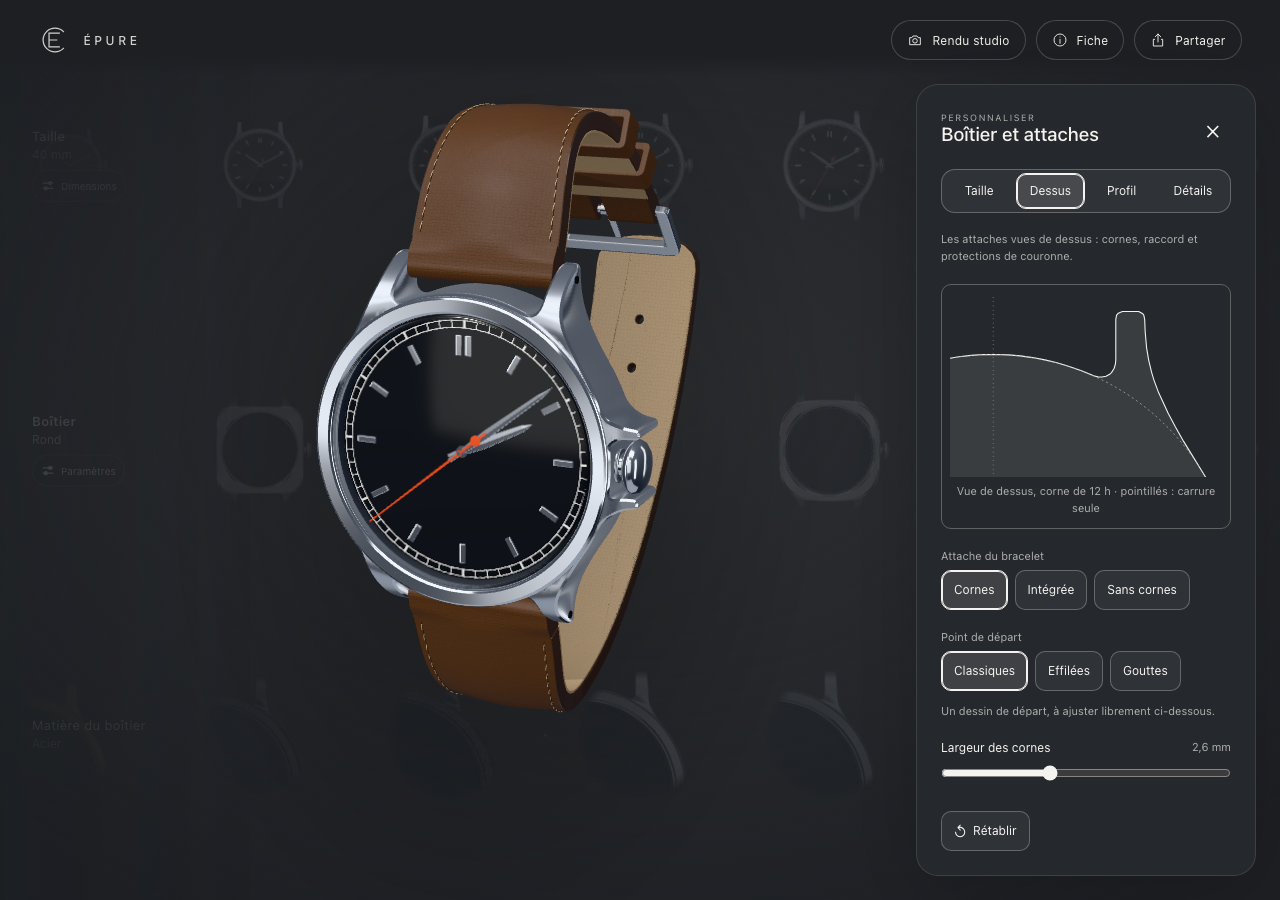 ÉPURE
Rendu studio
Fiche
Partager
Taille
40 mm
Dimensions
Boîtier
Rond
Paramètres
Matière du boîtier
Acier
PERSONNALISER
Boîtier et attaches
Taille
Dessus
Profil
Détails
Les attaches vues de dessus : cornes, raccord et
protections de couronne.
Vue de dessus, corne de 12 h · pointillés : carrure
seule
Attache du bracelet
Cornes
Intégrée
Sans cornes
Point de départ
Classiques
Effilées
Gouttes
Un dessin de départ, à ajuster librement ci-dessous.
Largeur des cornes
2,6 mm
Rétablir